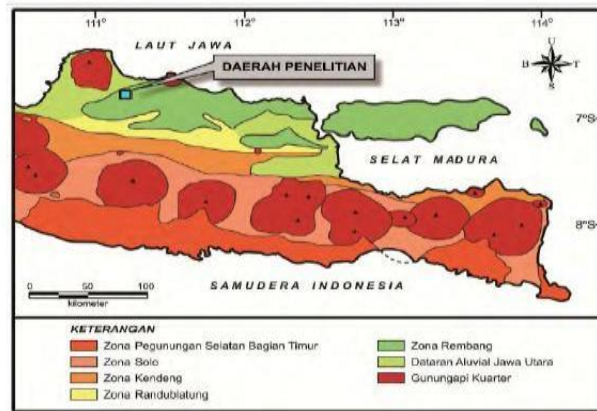 111° 112° 113° 114°
LAUT JAWA
DAERAH PENELITIAN
U
B T
S
7°S
SELAT MADURA
8°S
0 50 100
kilometer
SAMUDERA INDONESIA
KETERANGAN
Zona Pegunungan Selatan Bagian Timur
Zona Solo
Zona Kendeng
Zona Randublatung
Zona Rembang
Dataran Aluvial Jawa Utara
Gunungapi Kuarter